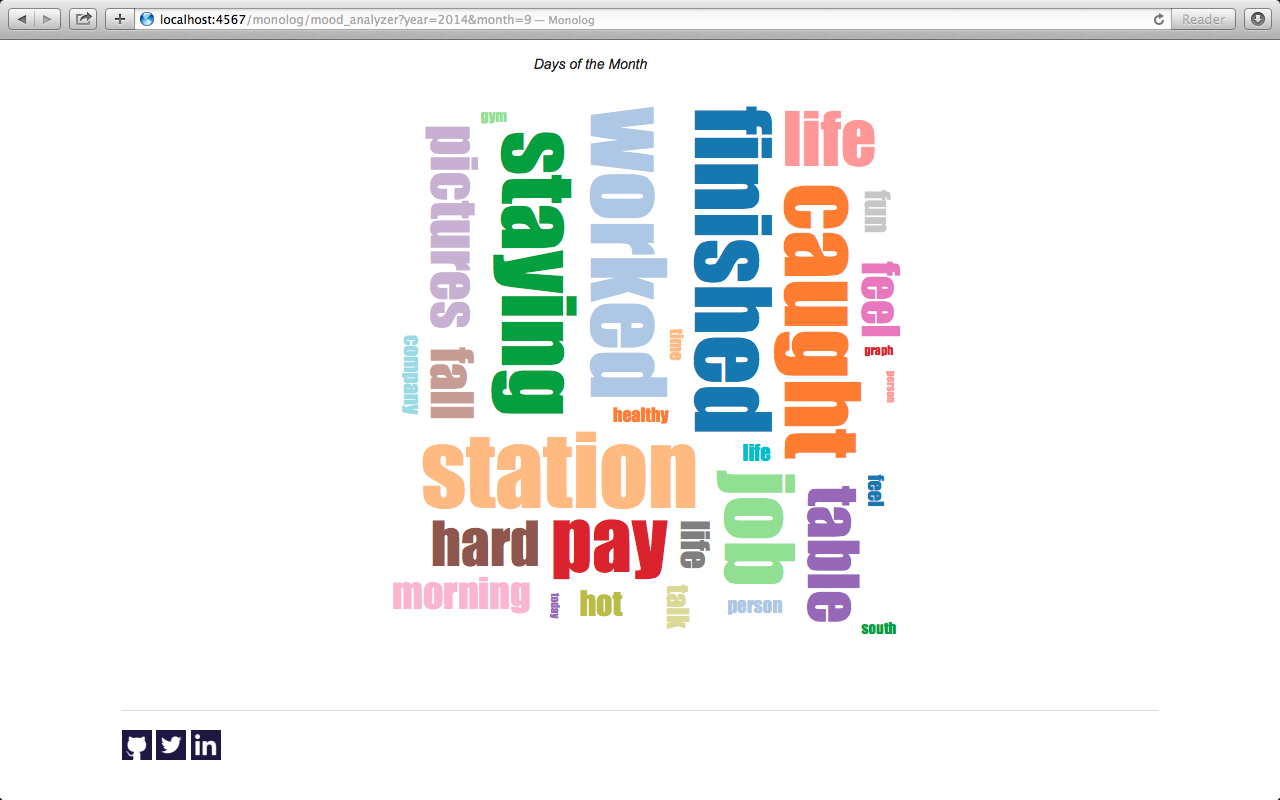 localhost:4567/monolog/mood_analyzer?year=2014&month=9 — Monolog
Reader
Days of the Month
gym
pictures
staying
worked
finished
life
caught
fun
feel
graph
person
time
company
fall
healthy
station
life
job
feel
table
hard
pay
life
morning
today
hot
talk
person
south
in